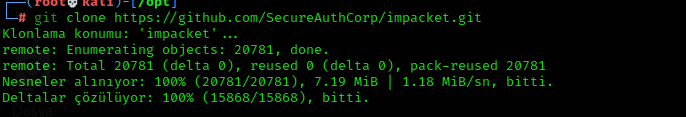 (root💀kali)-[/opt]
# git clone https://github.com/SecureAuthCorp/impacket.git
Klonlama konumu: 'impacket'...
remote: Enumerating objects: 20781, done.
remote: Total 20781 (delta 0), reused 0 (delta 0), pack-reused 20781
Nesneler alınıyor: 100% (20781/20781), 7.19 MiB | 1.18 MiB/sn, bitti.
Deltalar çözülüyor: 100% (15868/15868), bitti.